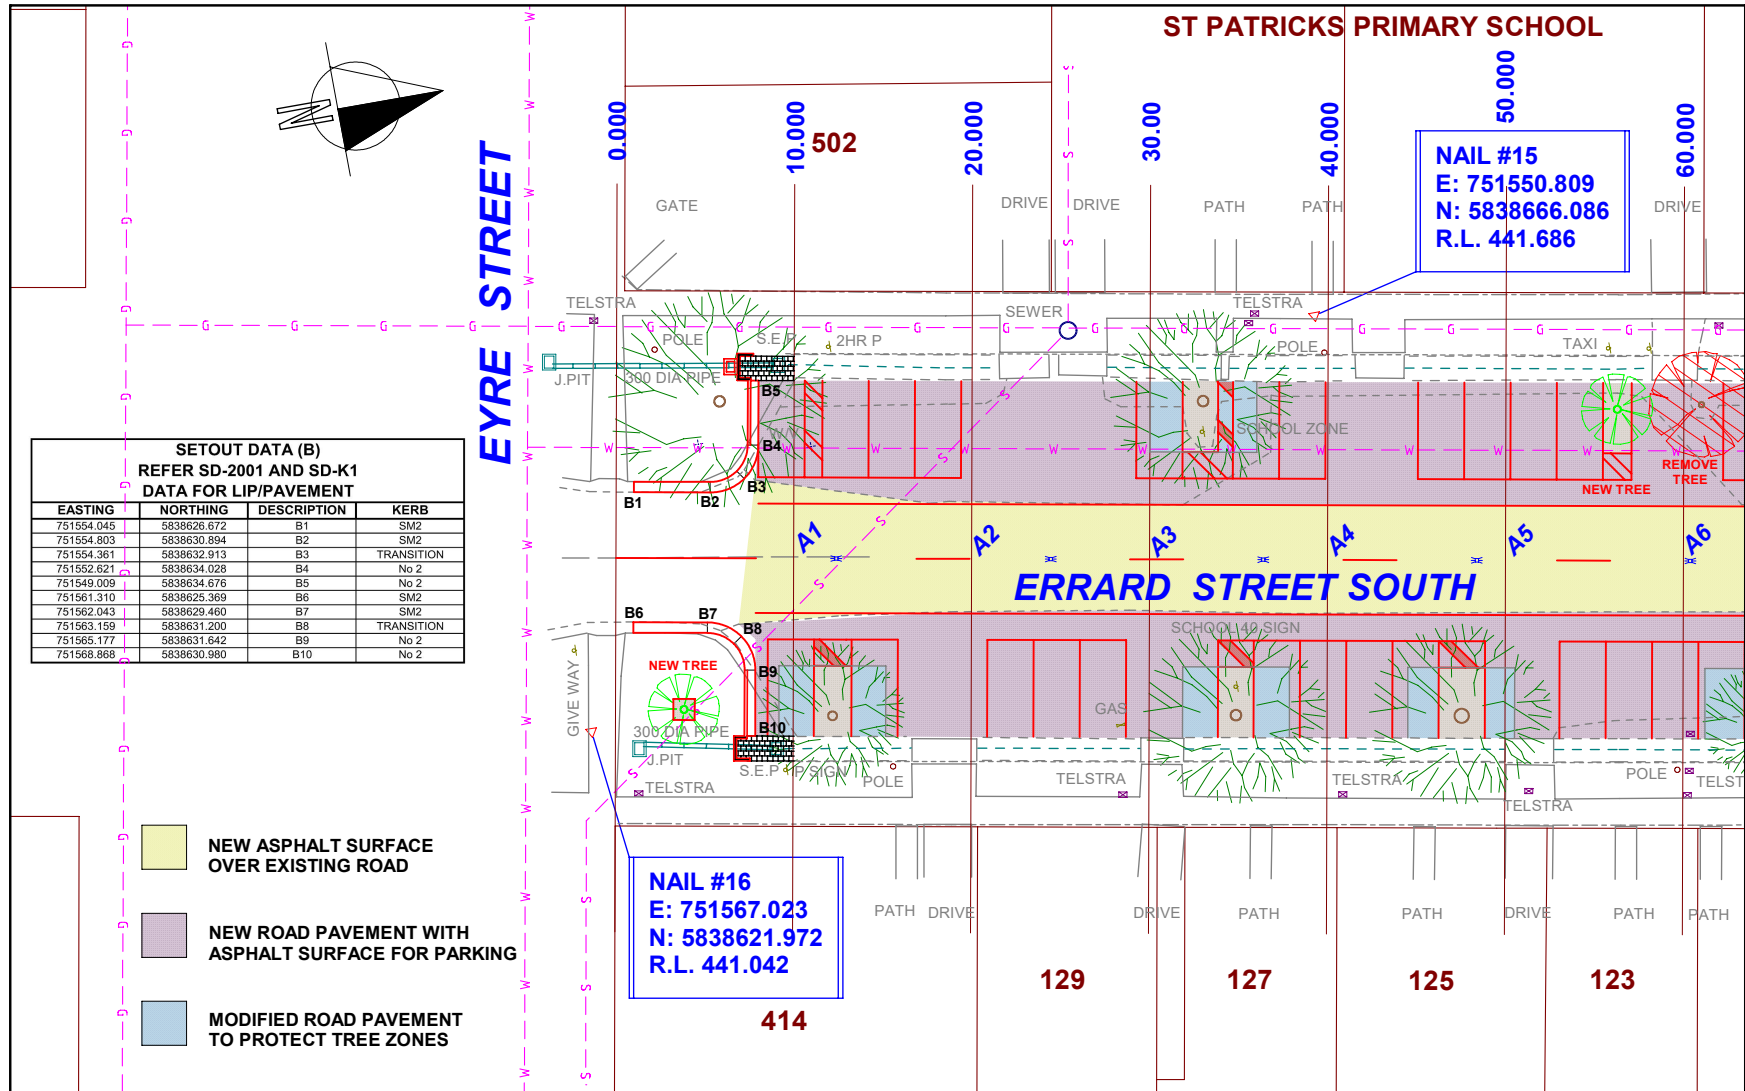 ST PATRICKS PRIMARY SCHOOL
N
EYRE STREET
0.000
10.000
20.000
30.00
40.000
50.000
60.000
502
NAIL #15
E: 751550.809
N: 5838666.086
R.L. 441.686
GATE
DRIVE
DRIVE
PATH
PATH
DRIVE
TELSTRA
SEWER
TELSTRA
POLE
S.E.P
2HR P
POLE
TAXI
J.PIT
300 DIA PIPE
B5
B4
SCHOOL ZONE
B3
B2
B1
REMOVE
TREE
NEW TREE
SETOUT DATA (B)
REFER SD-2001 AND SD-K1
DATA FOR LIP/PAVEMENT
EASTING NORTHING DESCRIPTION KERB
751554.045 5838626.672 B1 SM2
751554.803 5838630.894 B2 SM2
751554.361 5838632.913 B3 TRANSITION
751552.621 5838634.028 B4 No 2
751549.009 5838634.676 B5 No 2
751561.310 5838625.369 B6 SM2
751562.043 5838629.460 B7 SM2
751563.159 5838631.200 B8 TRANSITION
751565.177 5838631.642 B9 No 2
751568.868 5838630.980 B10 No 2
A1
A2
A3
A4
A5
A6
ERRARD STREET SOUTH
B6
B7
B8
B9
B10
SCHOOL 40 SIGN
NEW TREE
GIVE WAY
GAS
300 DIA PIPE
J.PIT
S.E.P
P SIGN
POLE
TELSTRA
TELSTRA
TELSTRA
TELSTRA
POLE
TELST
NEW ASPHALT SURFACE
OVER EXISTING ROAD
NEW ROAD PAVEMENT WITH
ASPHALT SURFACE FOR PARKING
MODIFIED ROAD PAVEMENT
TO PROTECT TREE ZONES
NAIL #16
E: 751567.023
N: 5838621.972
R.L. 441.042
PATH
DRIVE
DRIVE
PATH
PATH
DRIVE
PATH
PATH
129
127
125
123
414